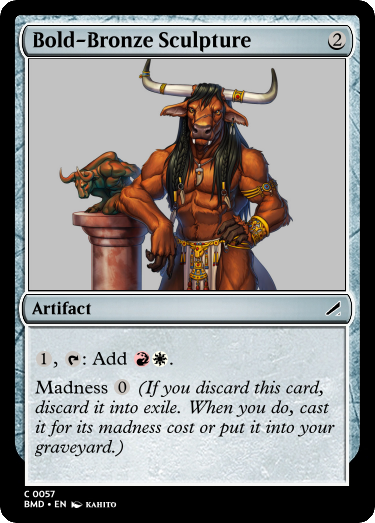 Bold-Bronze Sculpture 2
Artifact
1, : Add .
Madness 0 (If you discard this card,
discard it into exile. When you do, cast
it for its madness cost or put it into your
graveyard.)
C 0057
BMD • EN KAHITO